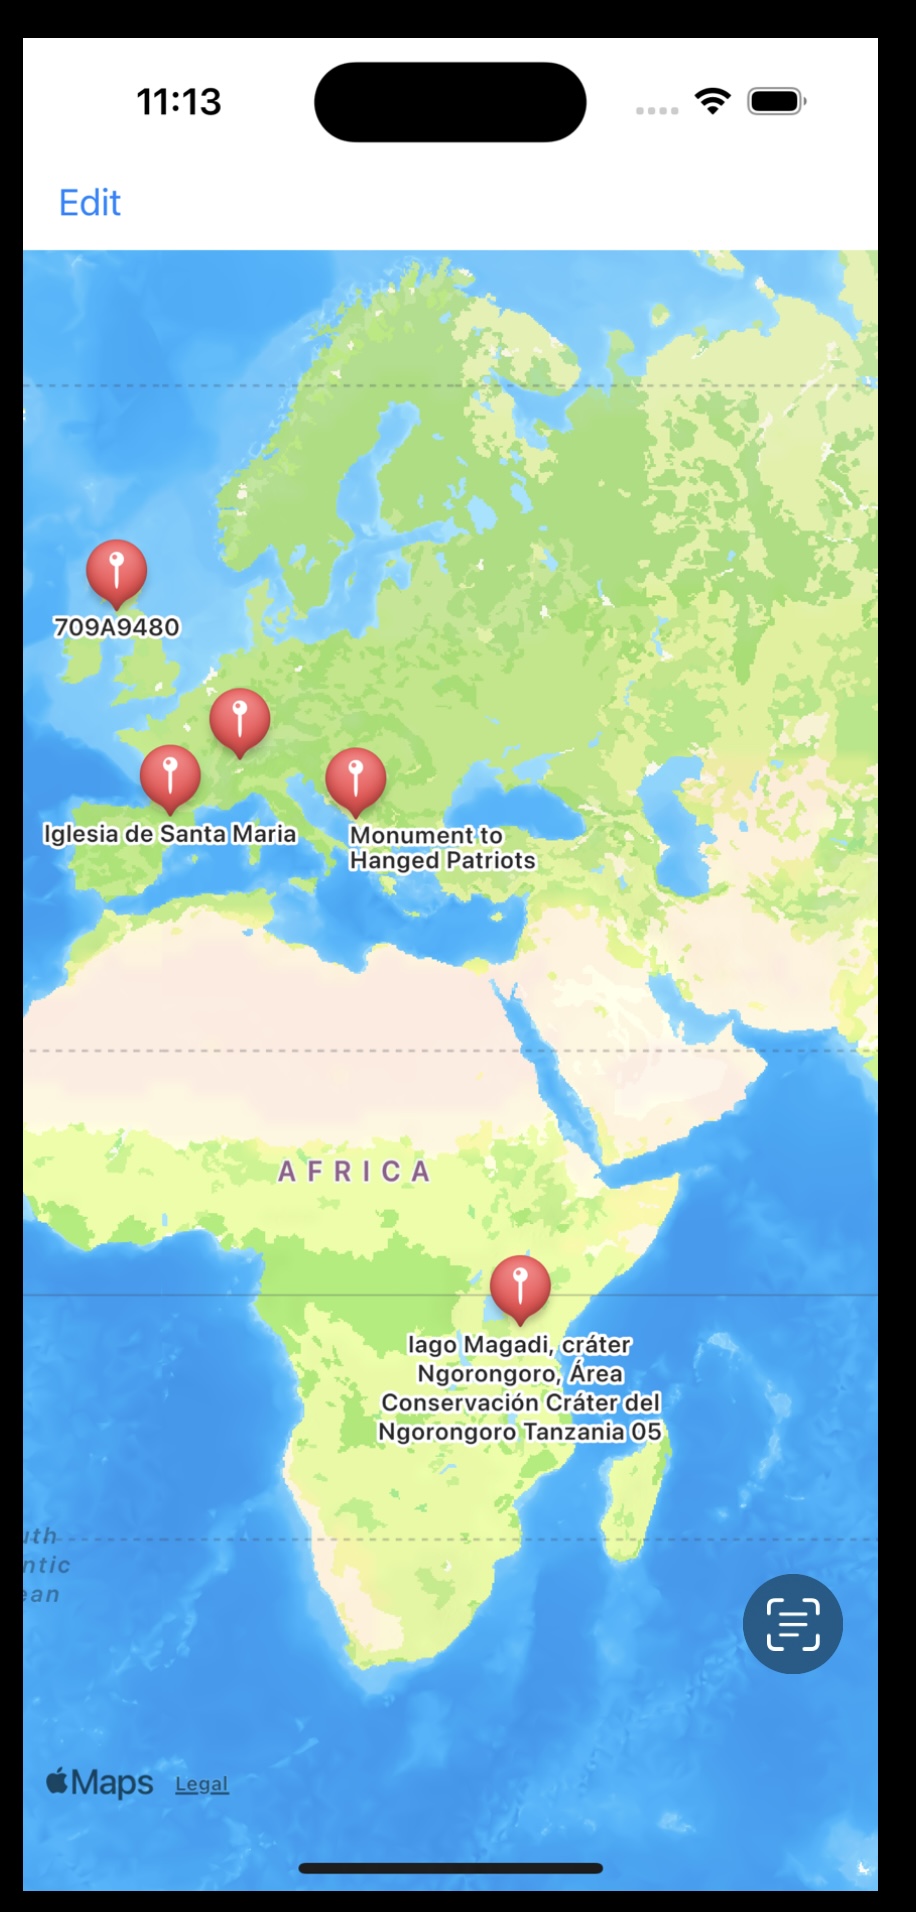 11:13
Edit
709A9480
Iglesia de Santa Maria
Monument to
Hanged Patriots
AFRICA
lago Magadi, cráter
Ngorongoro, Área
Conservación Cráter del
Ngorongoro Tanzania 05
uth
ntic
ean
Maps
Legal